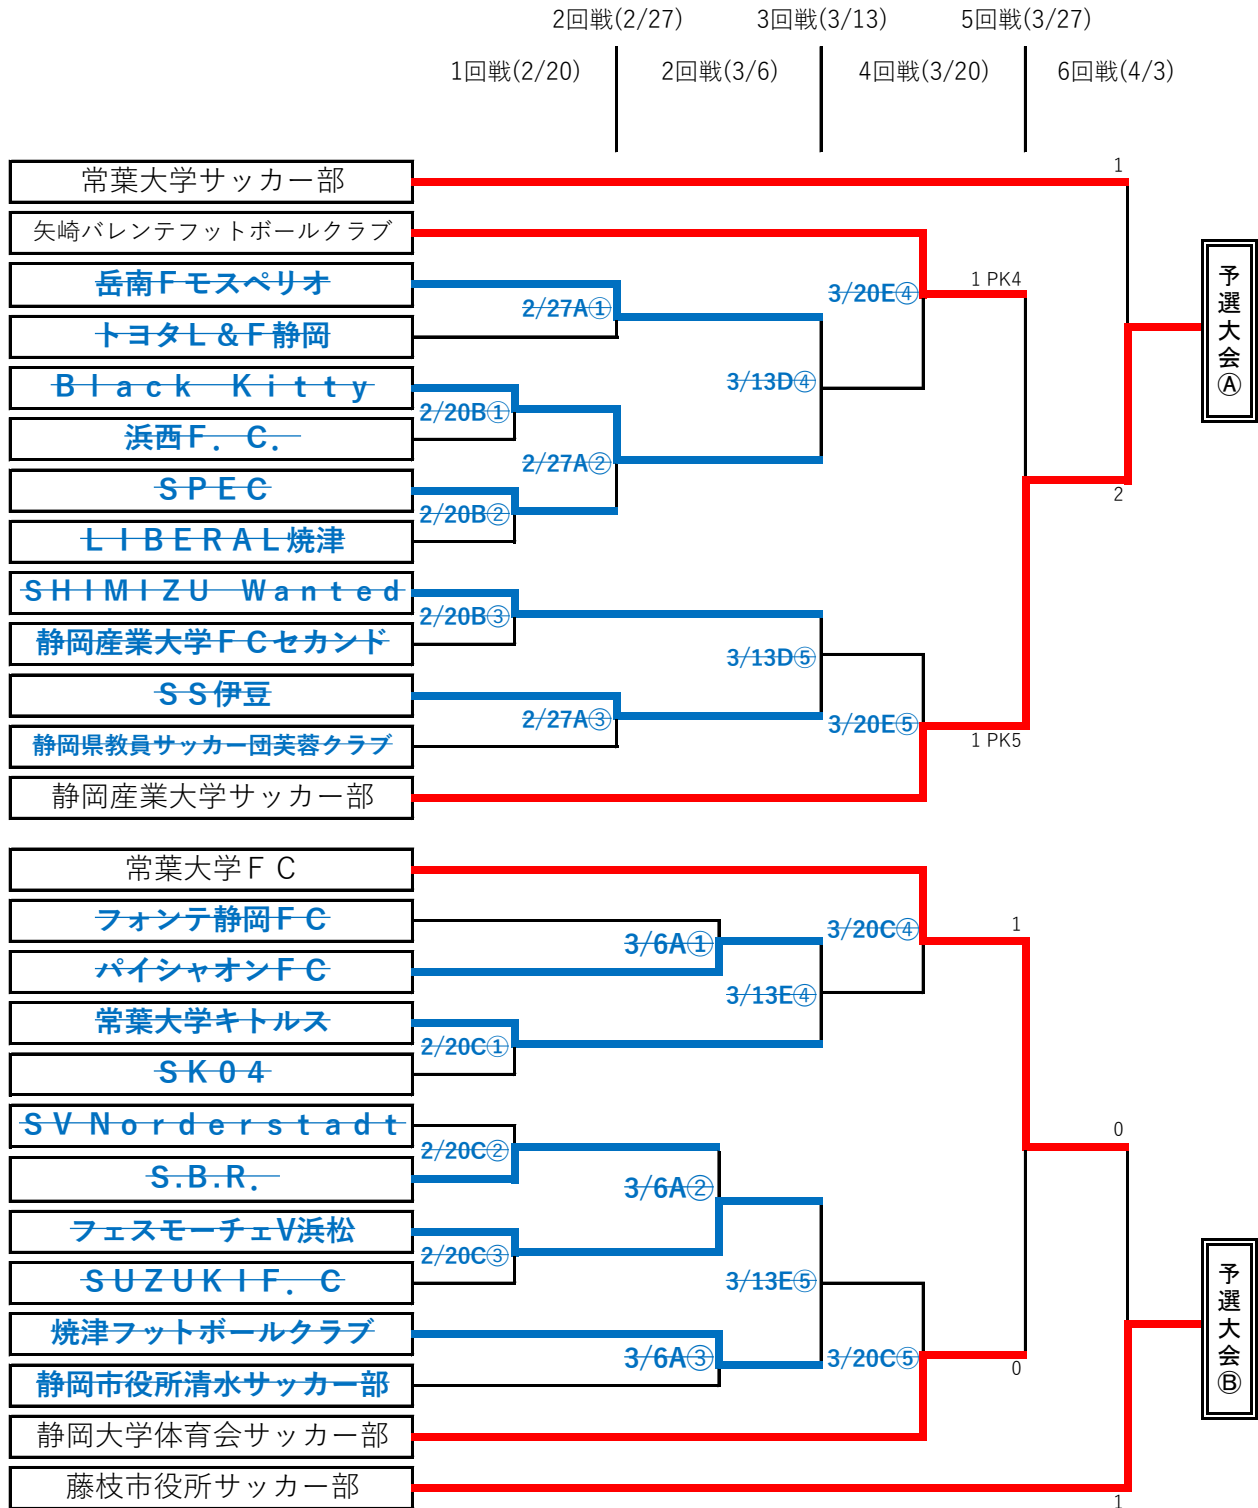 2回戦(2/27)
3回戦(3/13)
5回戦(3/27)
1回戦(2/20)
2回戦(3/6)
4回戦(3/20)
6回戦(4/3)
常葉大学サッカー部
1
矢崎バレンテフットボールクラブ
岳南Fモスペリオ
2/27A①
3/20E④
1 PK4
トヨタL&F静岡
Black Kitty
3/13D④
2/20B①
浜西F．C．
2/27A②
SPEC
2
2/20B②
LIBERAL焼津
SHIMIZU Wanted
2/20B③
静岡産業大学FCセカンド
3/13D⑤
SS伊豆
2/27A③
3/20E⑤
静岡県教員サッカー団芙蓉クラブ
1 PK5
静岡産業大学サッカー部
予選大会Ⓐ
常葉大学FC
フォンテ静岡FC
3/6A①
3/20C④
1
パイシャオンFC
3/13E④
常葉大学キトルス
2/20C①
SK04
SV Norderstadt
0
2/20C②
S.B.R.
3/6A②
フェスモーチェV浜松
2/20C③
SUZUKIF．C
3/13E⑤
焼津フットボールクラブ
3/6A③
3/20C⑤
0
静岡市役所清水サッカー部
静岡大学体育会サッカー部
藤枝市役所サッカー部
1
予選大会Ⓑ